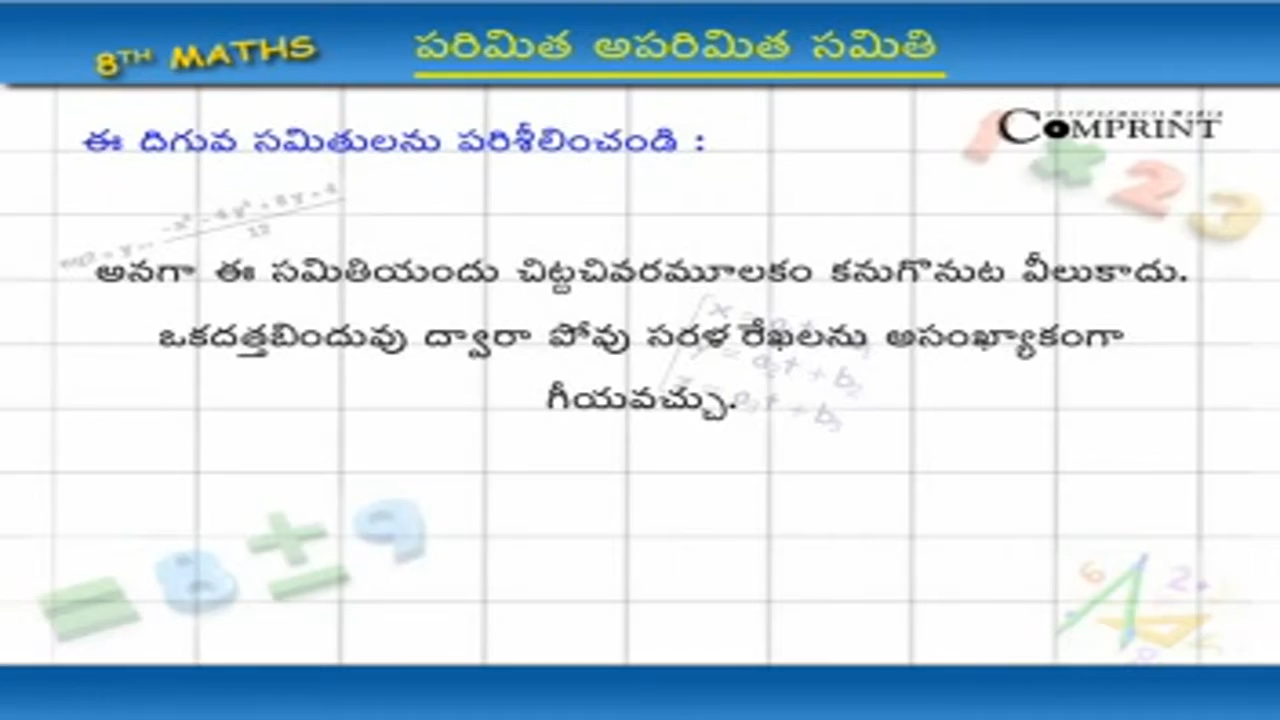 8TH MATHS
పరిమిత అపరిమిత సమితి
COMPRINT
ఈ దిగువ సమితులను పరిశీలించండి :
అనగా ఈ సమితియందు చిట్టచివరమూలకం కనుగొనుట వీలుకాదు.
ఒకదత్తబిందువు ద్వారా పోవు సరళ రేఖలను అసంఖ్యాకంగా
గీయవచ్చు.